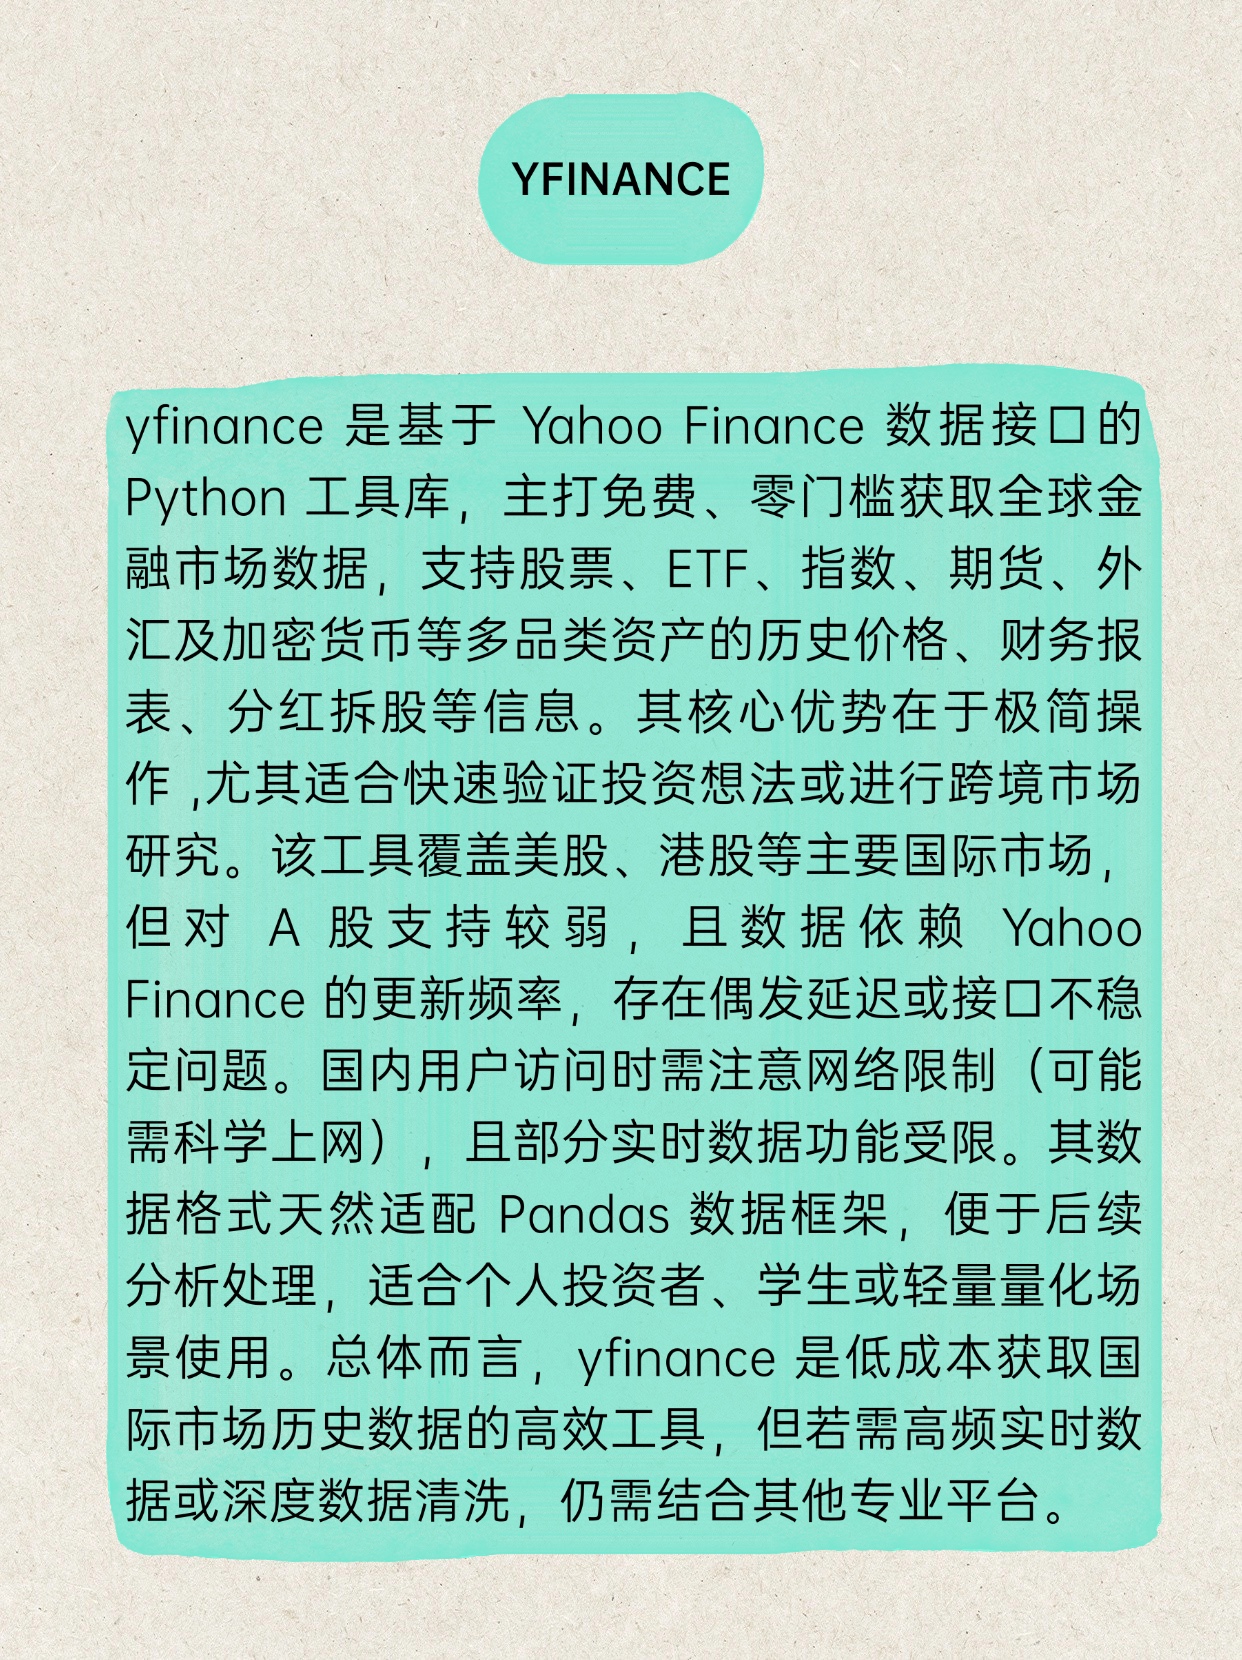 YFINANCE
yfinance 是基于 Yahoo Finance 数据接口的
Python 工具库，主打免费、零门槛获取全球金
融市场数据，支持股票、ETF、指数、期货、外
汇及加密货币等多品类资产的历史价格、财务报
表、分红拆股等信息。其核心优势在于极简操
作 ,尤其适合快速验证投资想法或进行跨境市场
研究。该工具覆盖美股、港股等主要国际市场，
但对 A 股支持较弱，且数据依赖 Yahoo
Finance 的更新频率，存在偶发延迟或接口不稳
定问题。国内用户访问时需注意网络限制（可能
需科学上网），且部分实时数据功能受限。其数
据格式天然适配 Pandas 数据框架，便于后续
分析处理，适合个人投资者、学生或轻量量化场
景使用。总体而言，yfinance 是低成本获取国
际市场历史数据的高效工具，但若需高频实时数
据或深度数据清洗，仍需结合其他专业平台。